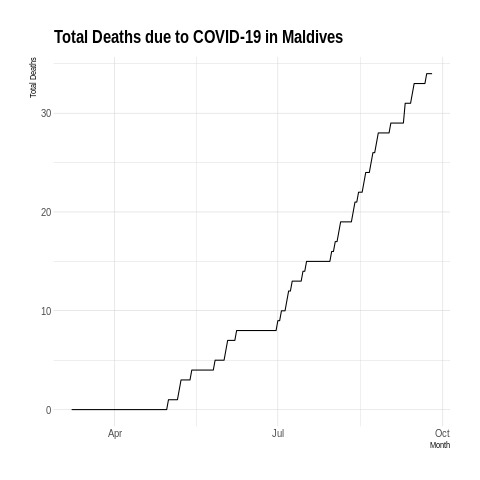 Total Deaths due to COVID-19 in Maldives
Total Deaths
30
20
10
0
Apr
Jul
Oct
Month